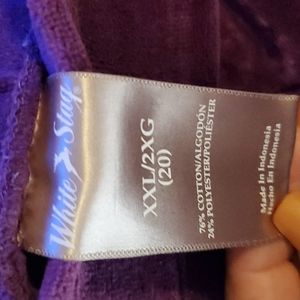 White Stag®
XXL/2XG
(20)
76% COTTON/ALGODÓN
24% POLYESTER/POLIÉSTER
Made In Indonesia
Hecho En Indonesia